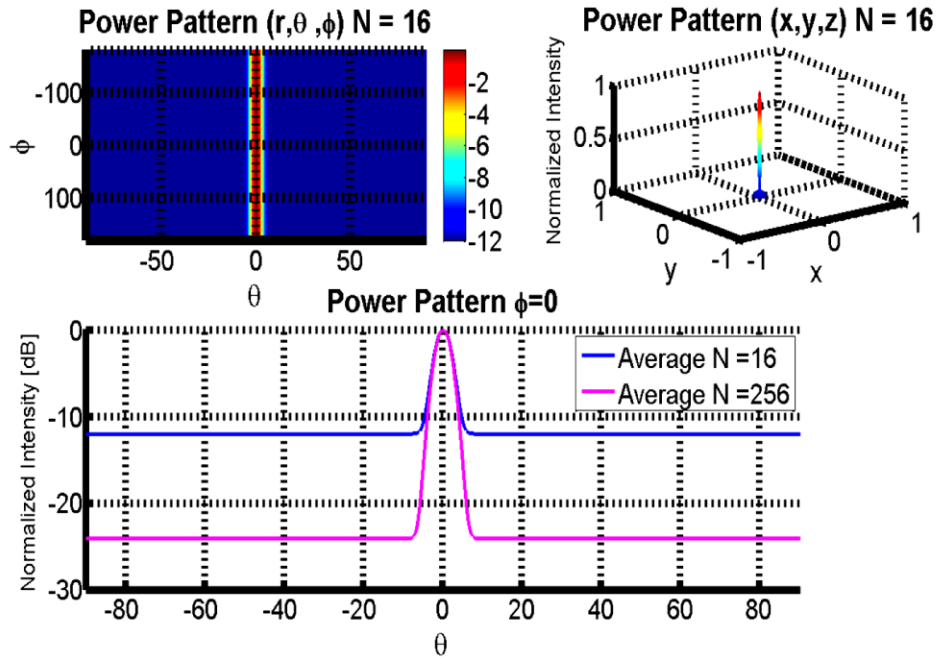 Power Pattern (r,θ ,ϕ) N = 16
-100
0
100
ϕ
-50
0
50
θ
-2
-4
-6
-8
-10
-12
Power Pattern (x,y,z) N = 16
Normalized Intensity
1
0.5
0
1
0
-1
y
-1
0
1
x
Power Pattern ϕ=0
Normalized Intensity [dB]
0
-10
-20
-30
-80
-60
-40
-20
0
20
40
60
80
θ
Average N =16
Average N =256